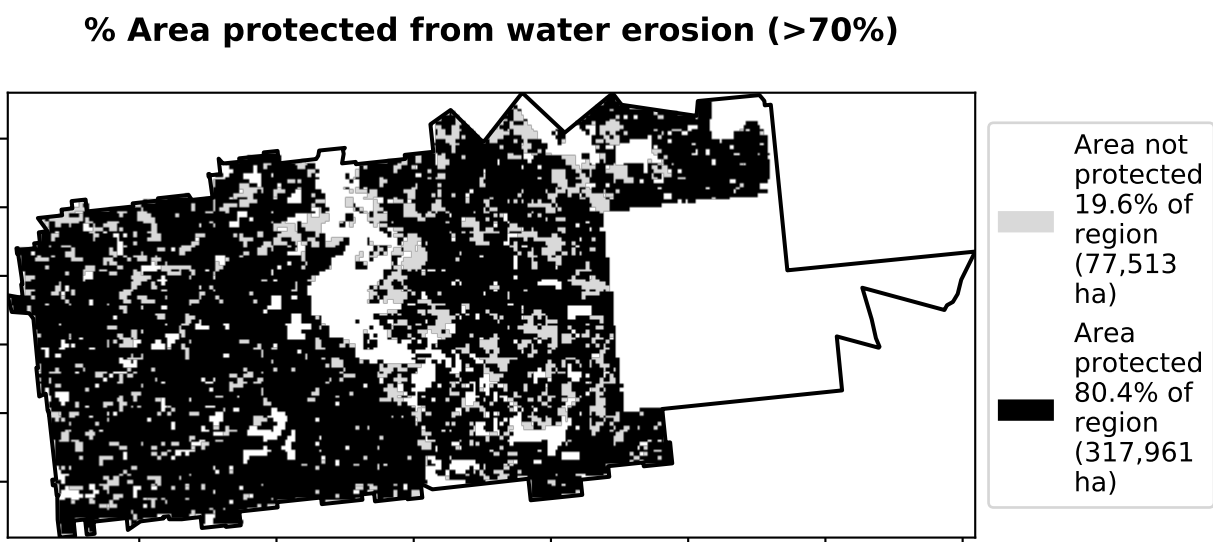 % Area protected from water erosion (>70%)
Area not
protected
19.6% of
region
(77,513
ha)
Area
protected
80.4% of
region
(317,961
ha)